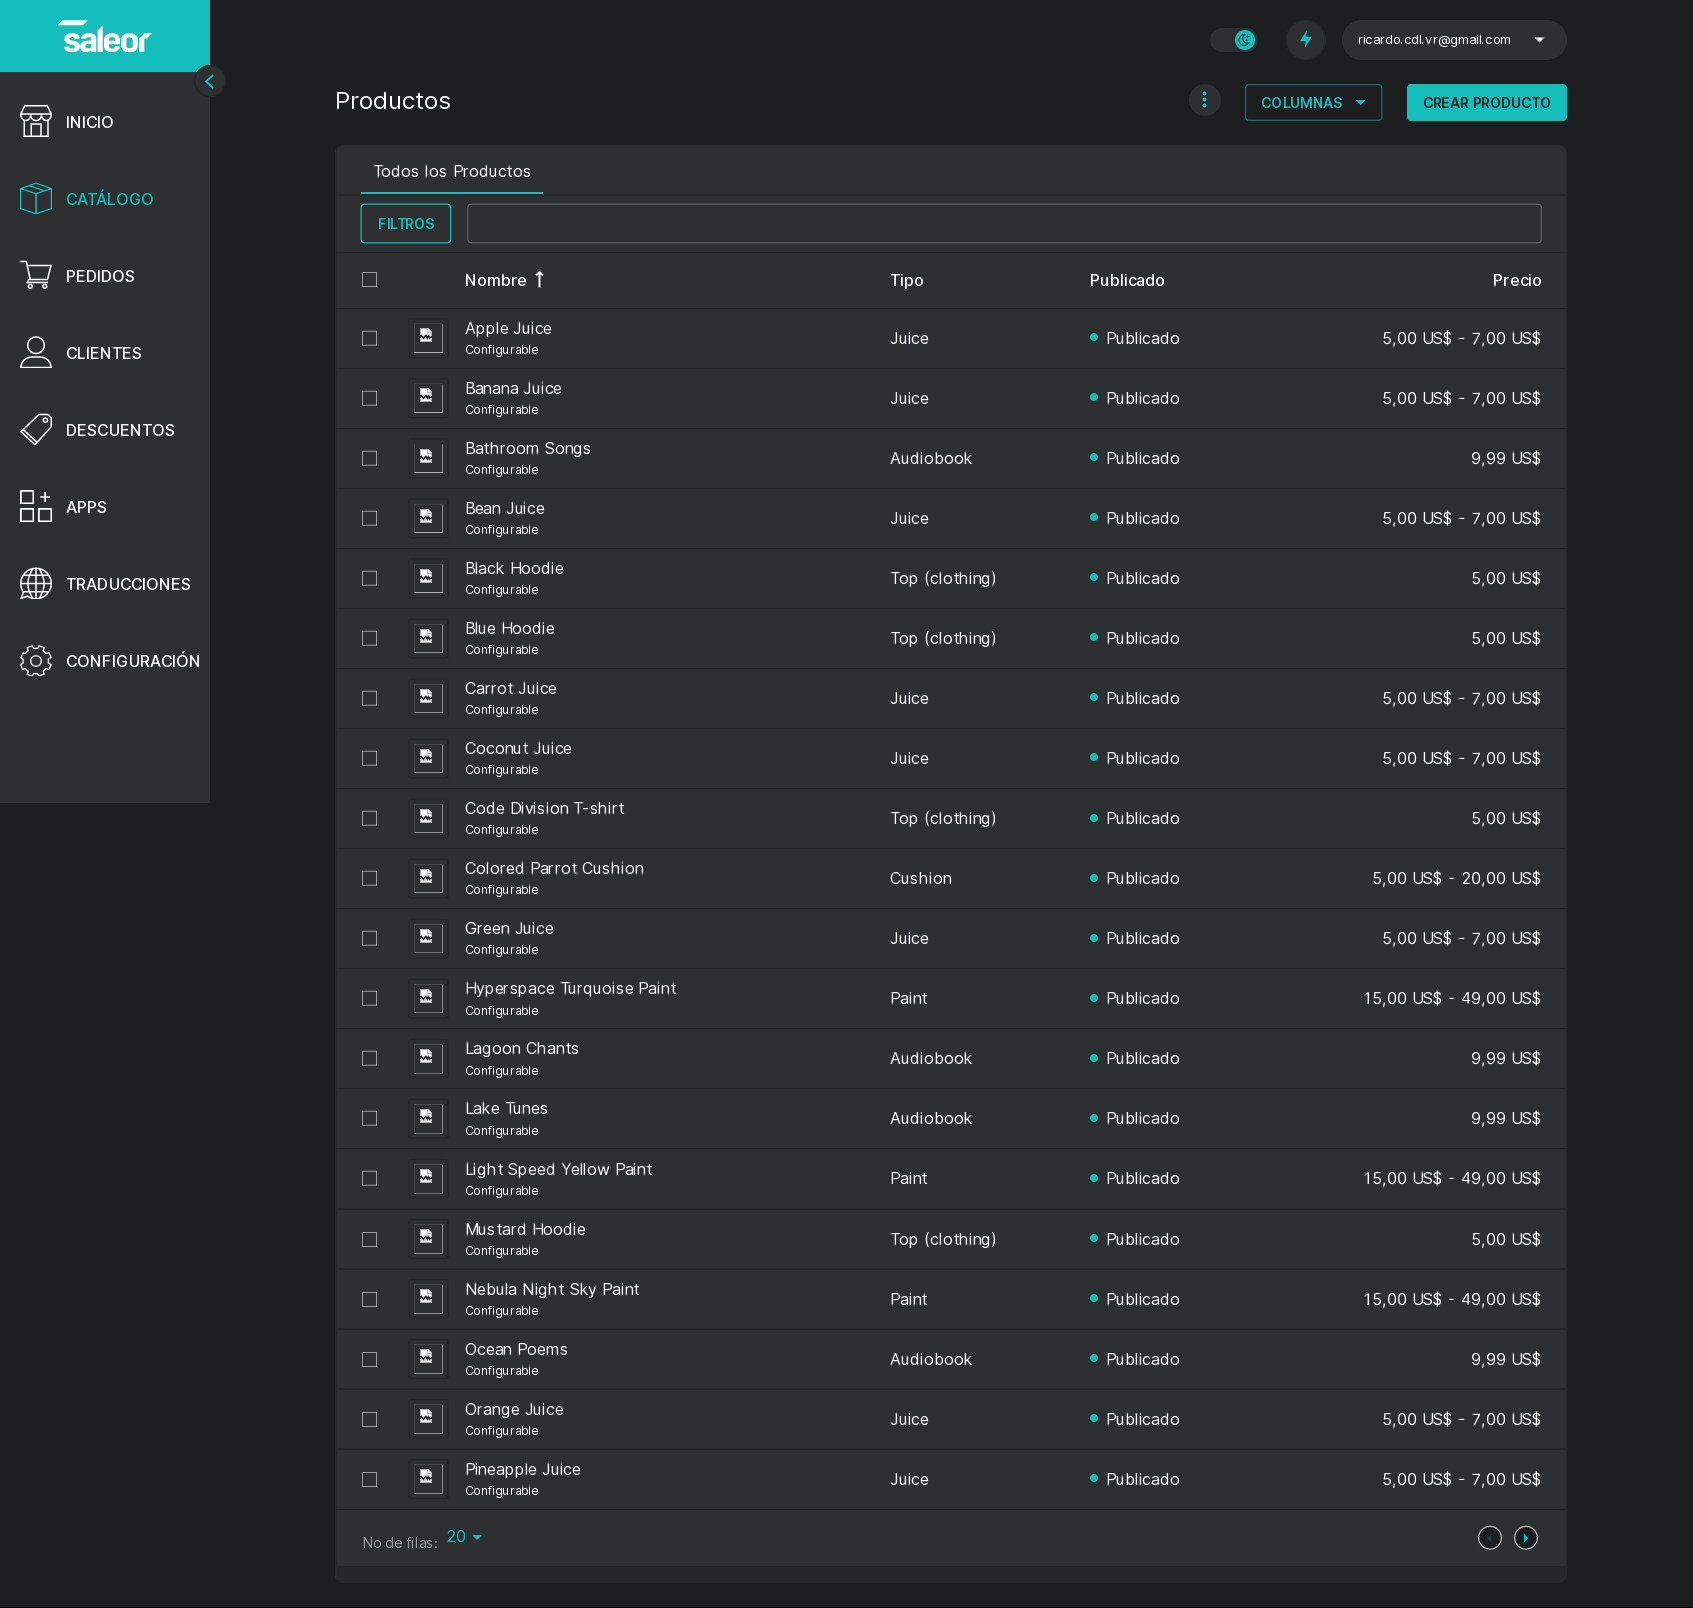 saleor
ricardo.cdl.vr@gmail.com
INICIO
CATÁLOGO
PEDIDOS
CLIENTES
DESCUENTOS
APPS
TRADUCCIONES
CONFIGURACIÓN
Productos
COLUMNAS
CREAR PRODUCTO
Todos los Productos
FILTROS
Nombre Tipo Publicado Precio
Apple Juice
Configurable
Juice Publicado 5,00 US$ - 7,00 US$
Banana Juice
Configurable
Juice Publicado 5,00 US$ - 7,00 US$
Bathroom Songs
Configurable
Audiobook Publicado 9,99 US$
Bean Juice
Configurable
Juice Publicado 5,00 US$ - 7,00 US$
Black Hoodie
Configurable
Top (clothing) Publicado 5,00 US$
Blue Hoodie
Configurable
Top (clothing) Publicado 5,00 US$
Carrot Juice
Configurable
Juice Publicado 5,00 US$ - 7,00 US$
Coconut Juice
Configurable
Juice Publicado 5,00 US$ - 7,00 US$
Code Division T-shirt
Configurable
Top (clothing) Publicado 5,00 US$
Colored Parrot Cushion
Configurable
Cushion Publicado 5,00 US$ - 20,00 US$
Green Juice
Configurable
Juice Publicado 5,00 US$ - 7,00 US$
Hyperspace Turquoise Paint
Configurable
Paint Publicado 15,00 US$ - 49,00 US$
Lagoon Chants
Configurable
Audiobook Publicado 9,99 US$
Lake Tunes
Configurable
Audiobook Publicado 9,99 US$
Light Speed Yellow Paint
Configurable
Paint Publicado 15,00 US$ - 49,00 US$
Mustard Hoodie
Configurable
Top (clothing) Publicado 5,00 US$
Nebula Night Sky Paint
Configurable
Paint Publicado 15,00 US$ - 49,00 US$
Ocean Poems
Configurable
Audiobook Publicado 9,99 US$
Orange Juice
Configurable
Juice Publicado 5,00 US$ - 7,00 US$
Pineapple Juice
Configurable
Juice Publicado 5,00 US$ - 7,00 US$
No de filas: 20